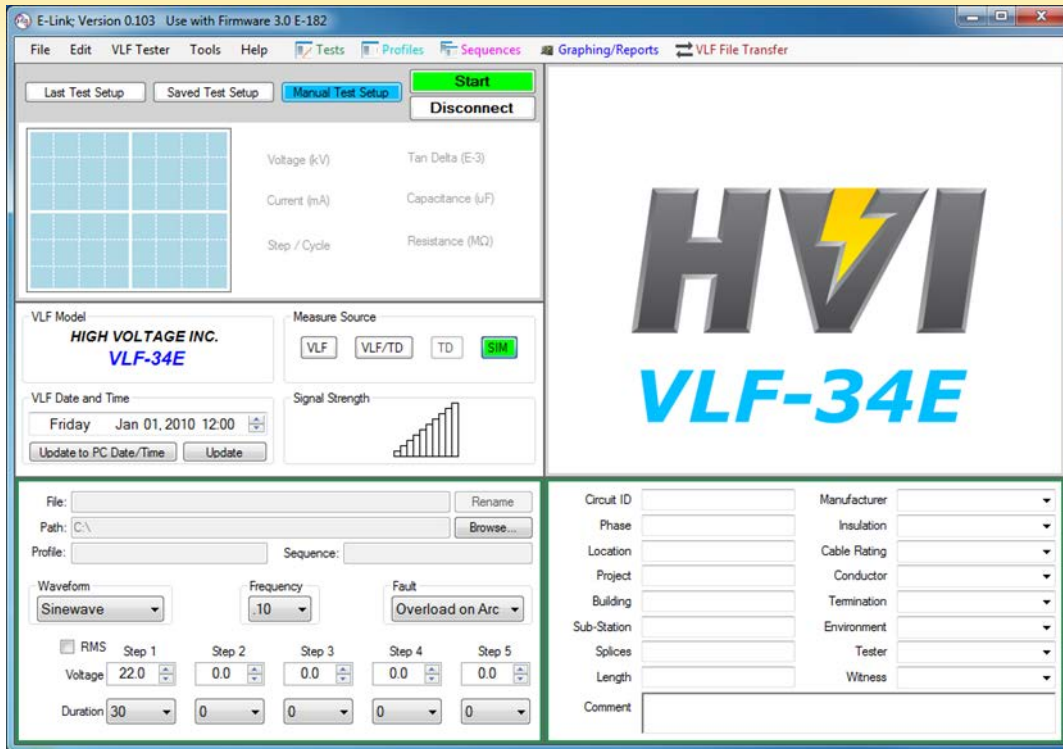 E-Link; Version 0.103 Use with Firmware 3.0 E-182
File Edit VLF Tester Tools Help Tests Profiles Sequences Graphing/Reports VLF File Transfer
Last Test Setup Saved Test Setup Manual Test Setup Start
Disconnect
Voltage (kV) Tan Delta (E-3)
Current (mA) Capacitance (uF)
Step / Cycle Resistance (MΩ)
HVI
VLF-34E
VLF Model
HIGH VOLTAGE INC.
VLF-34E
Measure Source
VLF VLF/TD TD SIM
VLF Date and Time
Friday Jan 01, 2010 12:00
Update to PC Date/Time Update
Signal Strength
File: Rename
Path: C:\ Browse...
Profile: Sequence:
Waveform Frequency Fault
Sinewave .10 Overload on Arc
RMS Step 1 Step 2 Step 3 Step 4 Step 5
Voltage 22.0 0.0 0.0 0.0 0.0
Duration 30 0 0 0 0
Circuit ID Manufacturer
Phase Insulation
Location Cable Rating
Project Conductor
Building Termination
Sub-Station Environment
Splices Tester
Length Witness
Comment